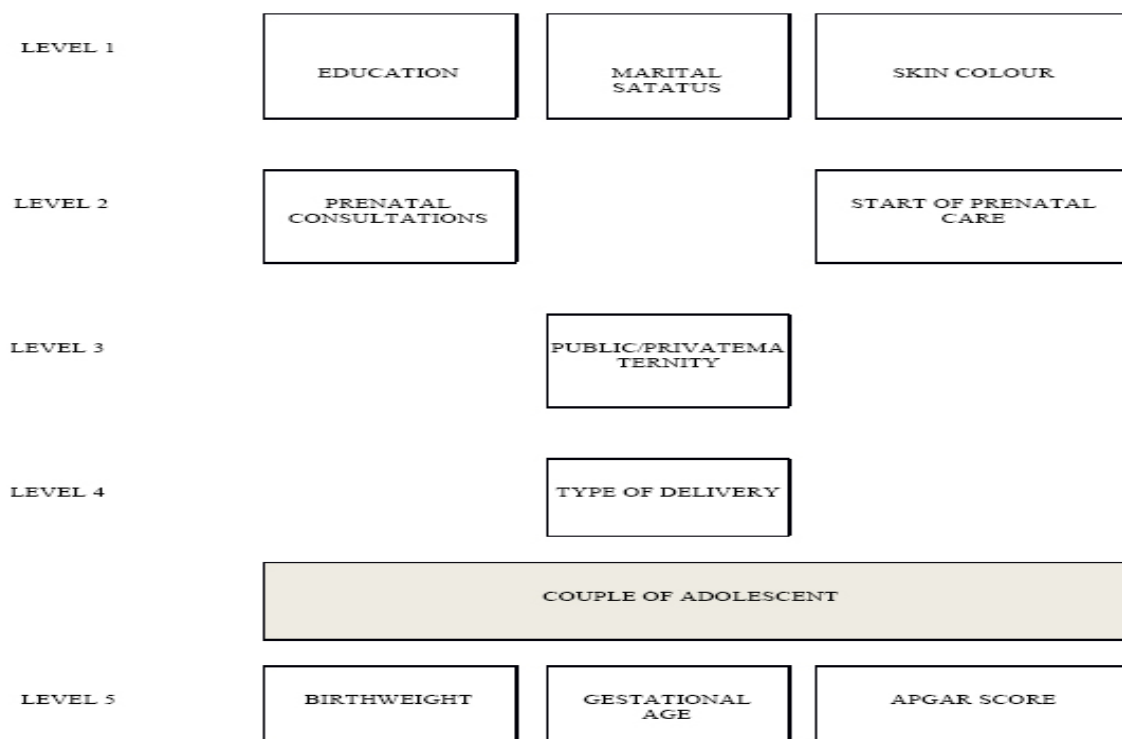 LEVEL 1
EDUCATION
MARITAL
SATATUS
SKIN COLOUR
LEVEL 2
PRENATAL
CONSULTATIONS
START OF PRENATAL
CARE
LEVEL 3
PUBLIC/PRIVATEMA
TERNITY
LEVEL 4
TYPE OF DELIVERY
COUPLE OF ADOLESCENT
LEVEL 5
BIRTHWEIGHT
GESTATIONAL
AGE
APGAR SCORE